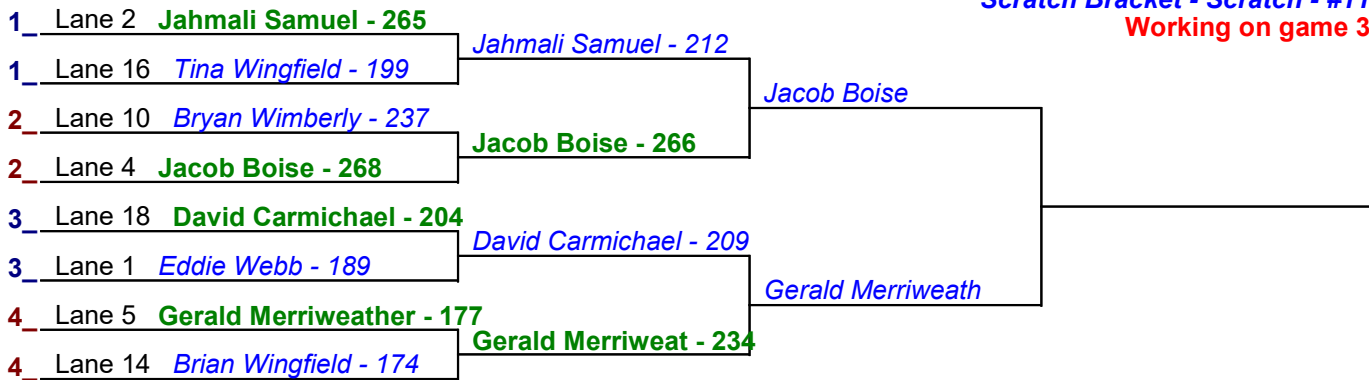 Scratch Bracket - Scratch - #11
Working on game 3
1_ Lane 2 Jahmali Samuel - 265
Jahmali Samuel - 212
1_ Lane 16 Tina Wingfield - 199
Jacob Boise
2_ Lane 10 Bryan Wimberly - 237
Jacob Boise - 266
2_ Lane 4 Jacob Boise - 268
3_ Lane 18 David Carmichael - 204
David Carmichael - 209
3_ Lane 1 Eddie Webb - 189
Gerald Merriweath
4_ Lane 5 Gerald Merriweather - 177
Gerald Merriweat - 234
4_ Lane 14 Brian Wingfield - 174